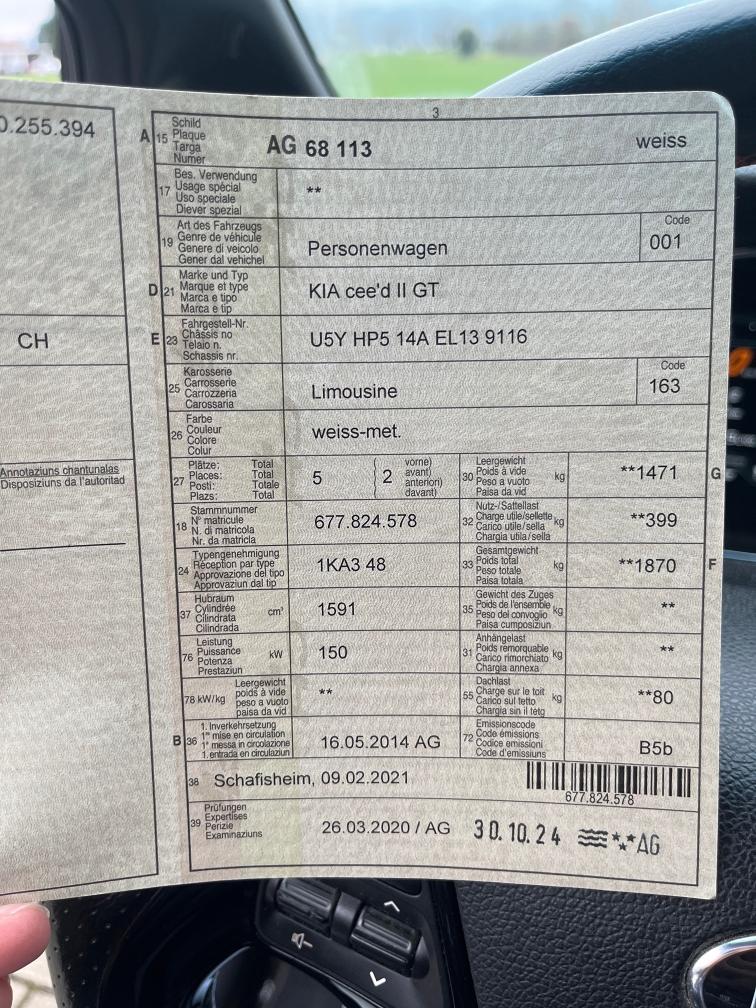 0.255.394
CH
Annotaziuns chantunalas
Disposiziuns da l'autoritad
3
A 15 Schild
Plaque
Targa
Numer
AG 68 113
weiss
17 Bes. Verwendung
Usage spécial
Uso speciale
Diever spezial
**
19 Art des Fahrzeugs
Genre de véhicule
Genere di veicolo
Gener dal vehichel
Personenwagen
Code
001
D 21 Marke und Typ
Marque et type
Marca e tipo
Marca e tip
KIA cee'd II GT
E 23 Fahrgestell-Nr.
Châssis no
Telaio n.
Schassis nr.
U5Y HP5 14A EL13 9116
25 Karosserie
Carrosserie
Carrozzeria
Carossaria
Limousine
Code
163
26 Farbe
Couleur
Colore
Colur
weiss-met.
27 Plätze: Total
Places: Total
Posti: Totale
Plazs: Total
5
2
vorne)
avant)
anteriori)
davant)
30 Leergewicht
Poids à vide
Peso a vuoto
Paisa da vid
kg
**1471
G
18 Stammnummer
N° matricule
N. di matricola
Nr. da matricla
677.824.578
32 Nutz-/Sattellast
Charge utile/sellette
Carico utile/sella
Chargia utila/sella
kg
**399
24 Typengenehmigung
Réception par type
Approvazione del tipo
Approvaziun dal tip
1KA3 48
33 Gesamtgewicht
Poids total
Peso totale
Paisa totala
kg
**1870
F
37 Hubraum
Cylindrée
Cilindrata
Cilindrada
cm³
1591
35 Gewicht des Zuges
Poids de l'ensemble
Peso del convoglio
Paisa cumposiziun
kg
**
76 Leistung
Puissance
Potenza
Prestaziun
kW
150
31 Anhängelast
Poids remorquable
Carico rimorchiato
Chargia annexa
kg
**
78 kW/kg
Leergewicht
poids à vide
peso a vuoto
paisa da vid
**
55 Dachlast
Charge sur le toit
Carico sul tetto
Chargia sin il tetg
kg
**80
B 36 1. Inverkehrsetzung
1re mise en circulation
1a messa in circolazione
1. entrada en circulaziun
16.05.2014 AG
72 Emissionscode
Code émissions
Codice emissioni
Code d'emissiuns
B5b
38 Schafisheim, 09.02.2021
677.824.578
39 Prüfungen
Expertises
Perizie
Examinaziuns
26.03.2020 / AG
30.10.24
AG